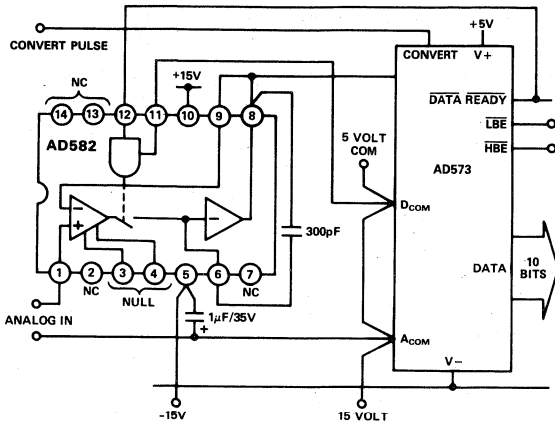 +5V
CONVERT PULSE
CONVERT V+
+15V
NC
14 13 12 11 10 9 8
DATA READY
AD582
LBE
5 VOLT
COM
HBE
AD573
DCOM
300pF
1 2 3 4 5 6 7
NC
NULL
NC
DATA
10
BITS
ANALOG IN
1μF/35V
+
ACOM
V−
-15V
15 VOLT